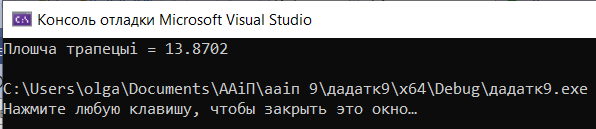 Консоль отладки Microsoft Visual Studio
Плошча трапецыі = 13.8702
C:\Users\olga\Documents\ААіП\ааіп 9\дадатк9\x64\Debug\дадатк9.exe
Нажмите любую клавишу, чтобы закрыть это окно…